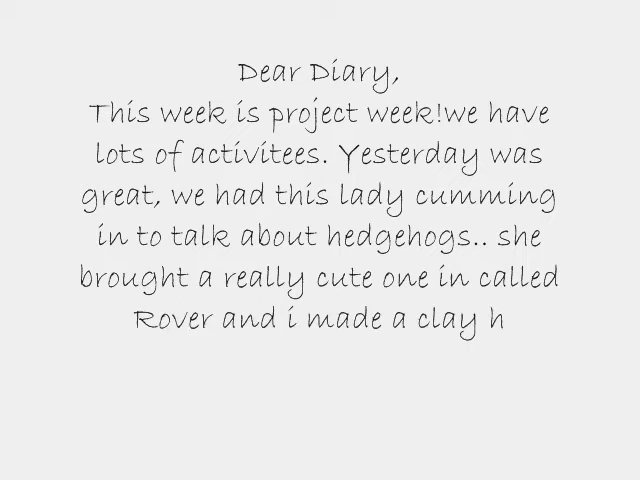 Dear Diary,
This week is project week!we have
lots of activitees. Yesterday was
great, we had this lady cumming
in to talk about hedgehogs.. she
brought a really cute one in called
Rover and i made a clay h